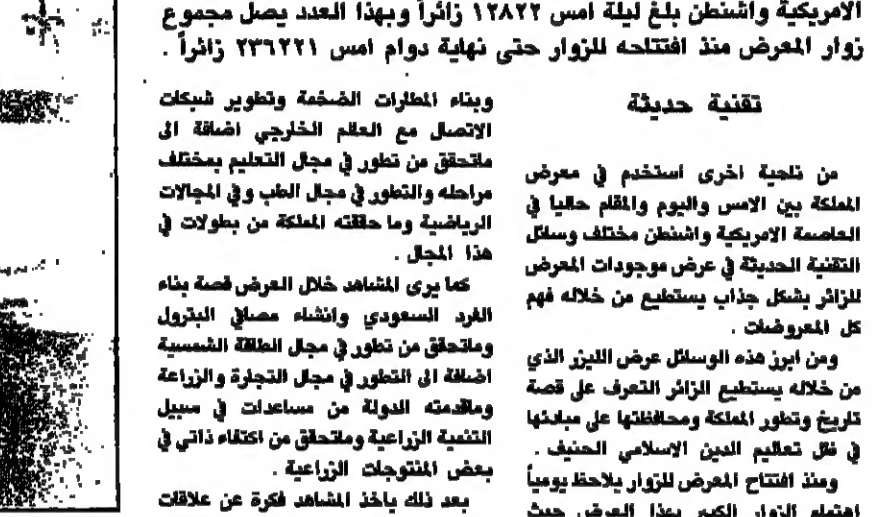 الامريكية واشنطن بلغ ليلة امس ١٢٨٢٢ زائراً وبهذا العدد يصل مجموع
زوار المعرض منذ افتتاحه للزوار حتى نهاية دوام امس ٢٣٦٢٢١ زائراً .
تقنية حديثة
من ناحية اخرى استخدم في معرض
المملكة بين الامس واليوم والمقام حاليا في
العاصمة الامريكية واشنطن مختلف وسائل
التقنية الحديثة في عرض موجودات المعرض
للزائر بشكل جذاب يستطيع من خلاله فهم
كل المعروضات .
ومن ابرز هذه الوسائل عرض الليزر الذي
من خلاله يستطيع الزائر التعرف على قصة
تاريخ وتطور المملكة ومحافظتها على مبادئها
في ظل تعاليم الدين الاسلامي الحنيف .
ومنذ افتتاح المعرض للزوار يلاحظ يومياً
اهتمام الزوار الكبير بهذا العرض حيث
وبناء المطارات الضخمة وتطوير شبكات
الاتصال مع العالم الخارجي اضافة الى
ماتحقق من تطور في مجال التعليم بمختلف
مراحله والتطور في مجال الطب وفي المجالات
الرياضية وما حققته المملكة من بطولات في
هذا المجال .
كما يرى المشاهد خلال العرض قصة بناء
الفرد السعودي وانشاء مصافي البترول
وماتحقق من تطور في مجال الطاقة الشمسية
اضافة الى التطور في مجال التجارة والزراعة
وماقدمته الدولة من مساعدات في سبيل
التنمية الزراعية وماتحقق من اكتفاء ذاتي في
بعض المنتوجات الزراعية .
بعد ذلك ياخذ المشاهد فكرة عن علاقات